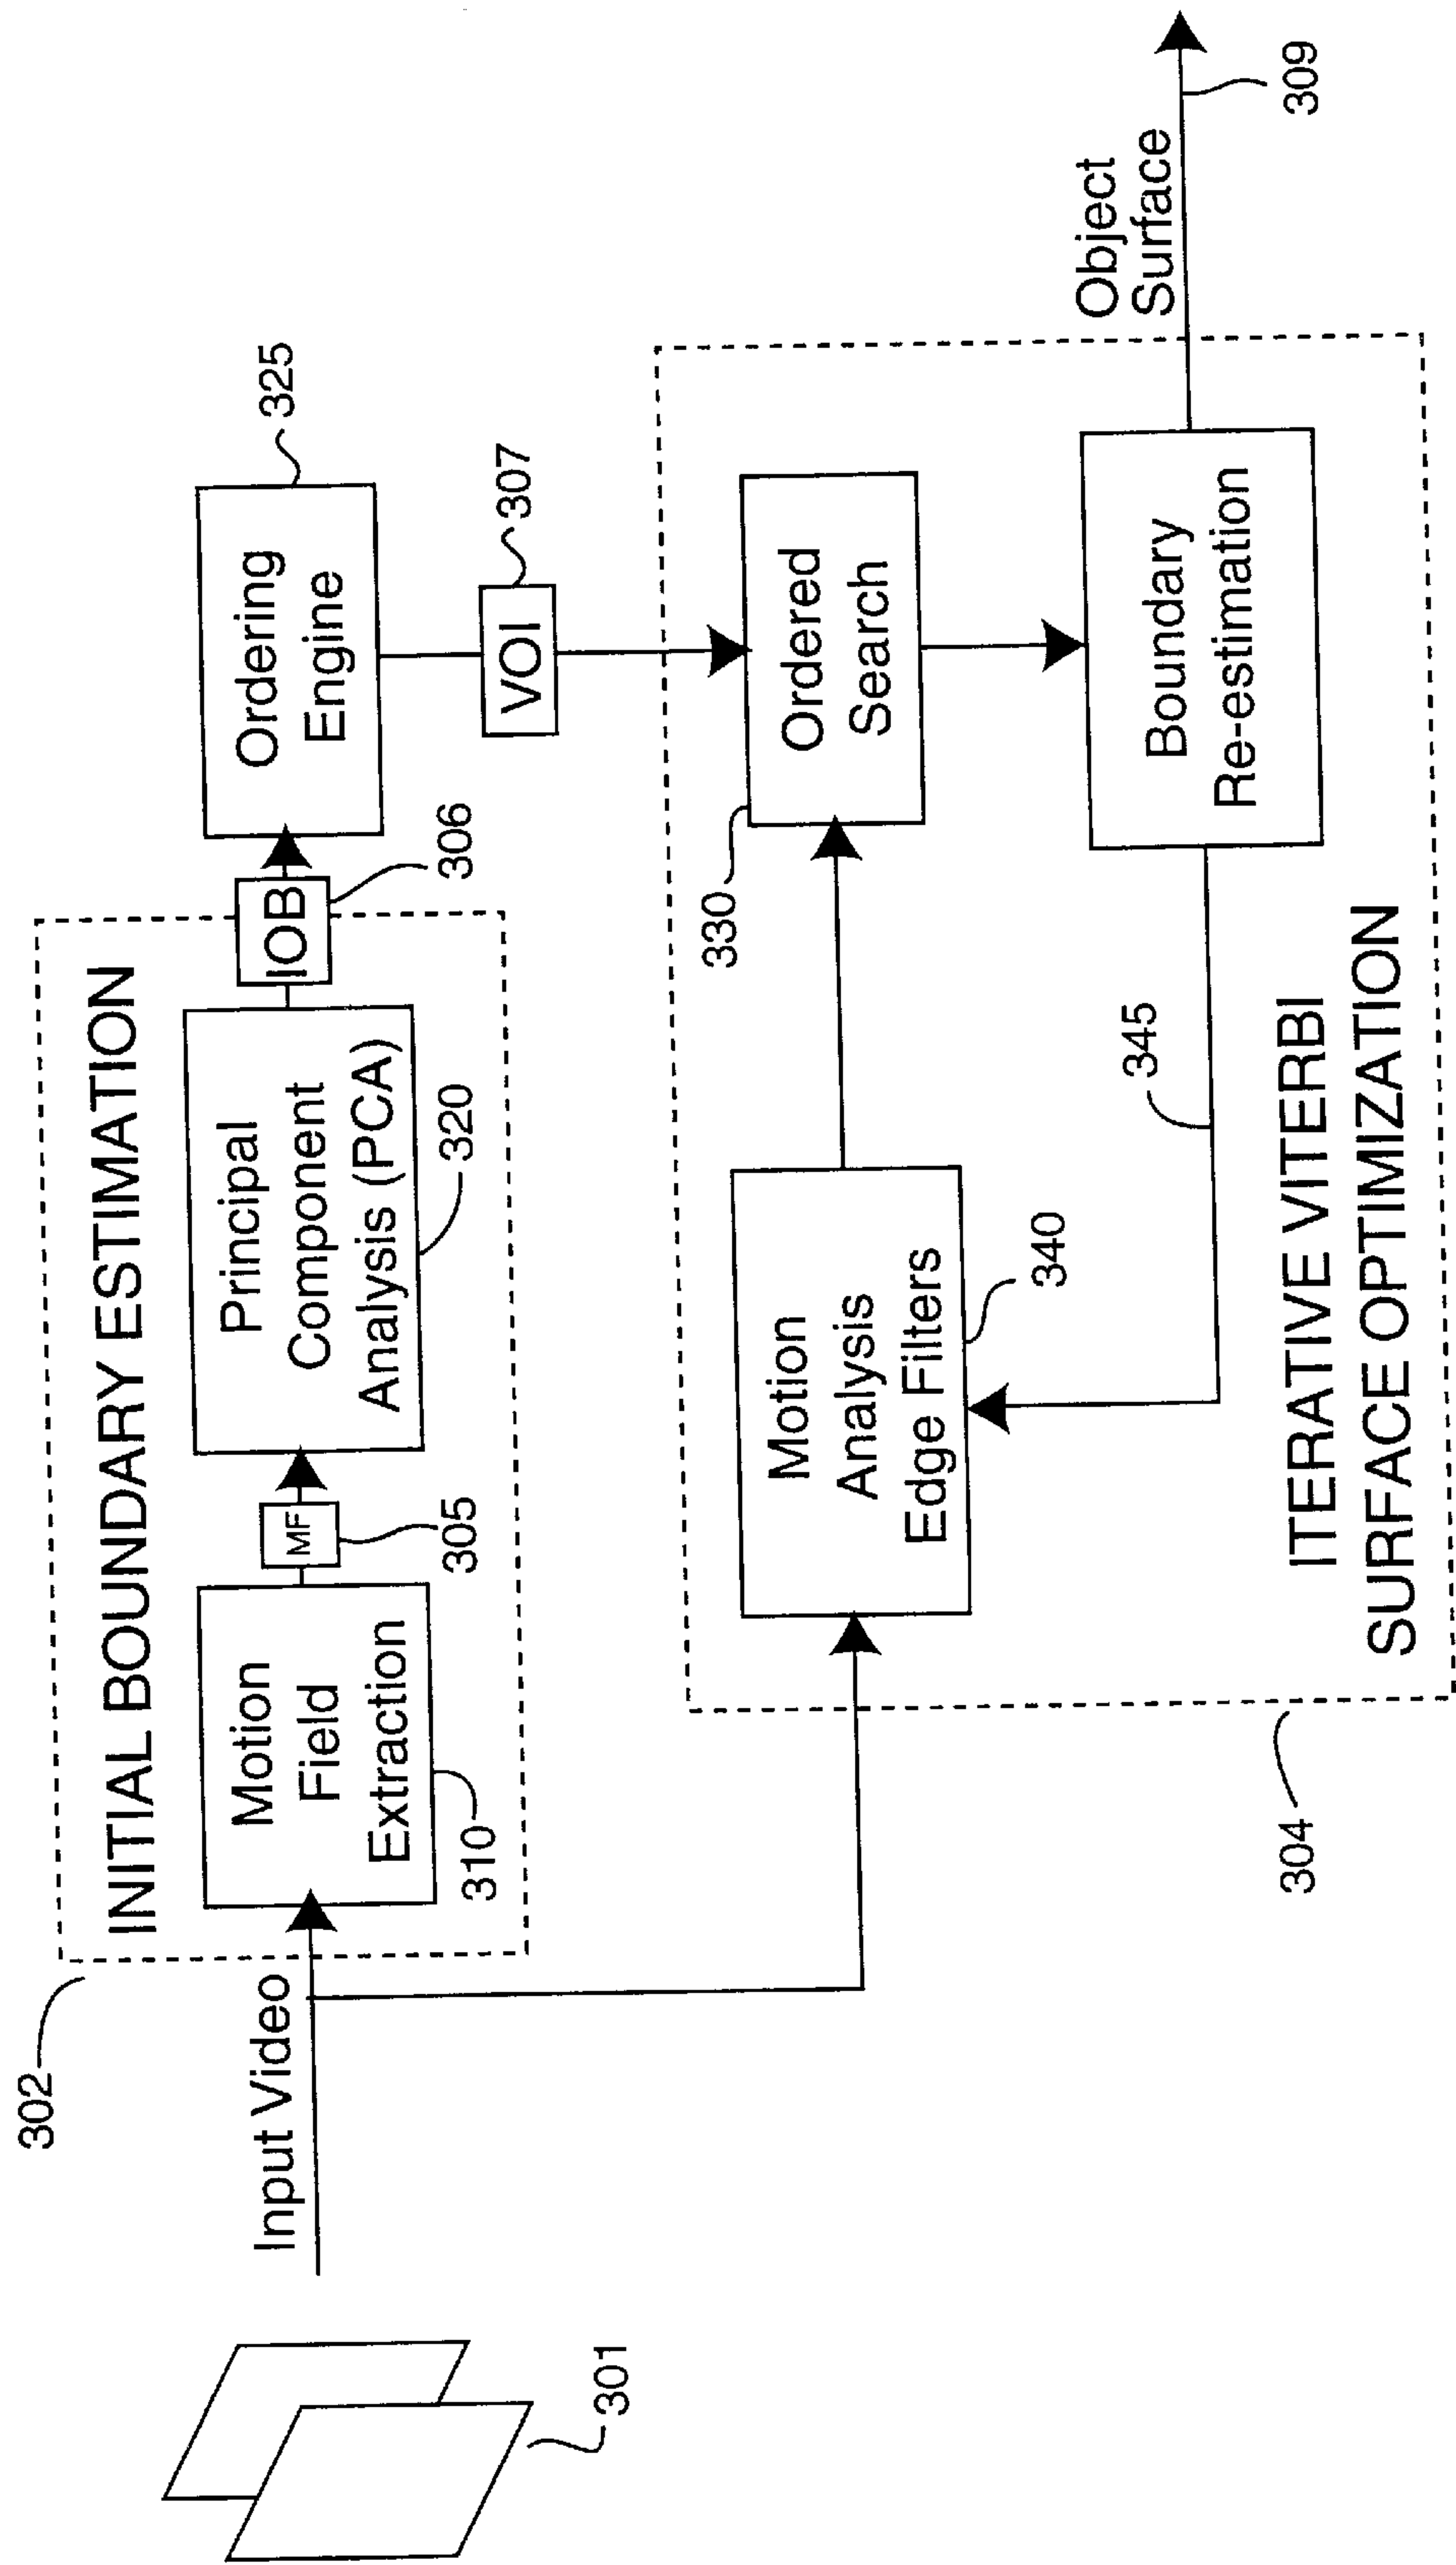 302
INITIAL BOUNDARY ESTIMATION
Input Video
Motion
Field
Extraction
310
MF
305
Principal
Component
Analysis (PCA)
320
IOB
306
Ordering
Engine
325
VOI
307
301
Motion
Analysis
Edge Filters
340
330
Ordered
Search
Boundary
Re-estimation
345
Object
Surface
309
ITERATIVE VITERBI
SURFACE OPTIMIZATION
304